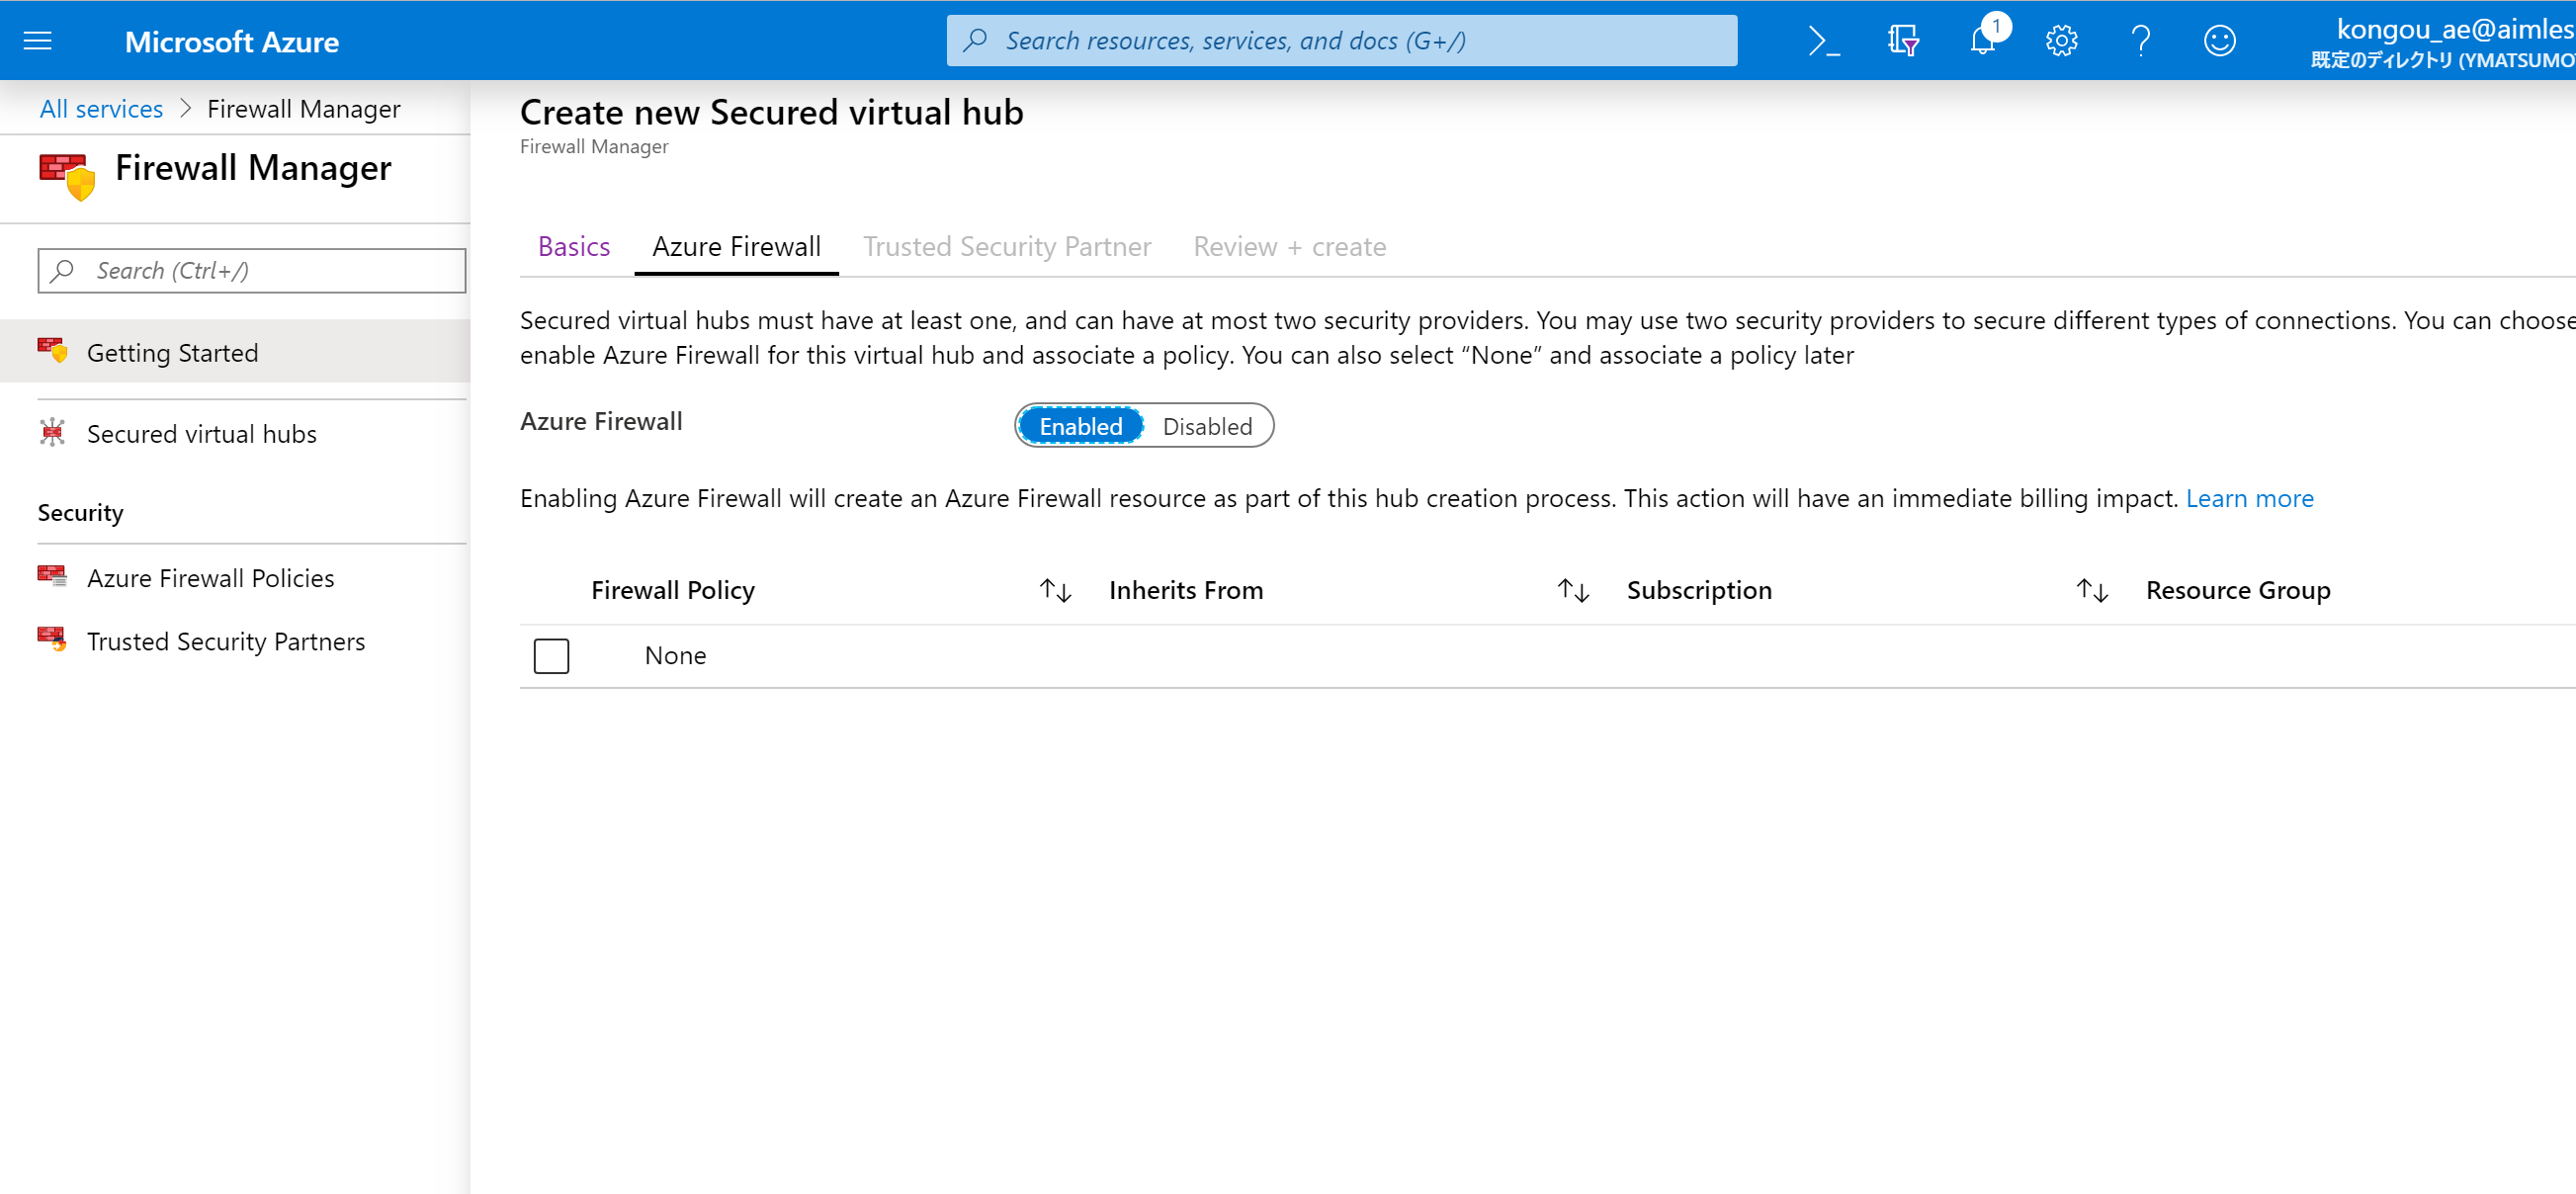 Microsoft Azure
Search resources, services, and docs (G+/)
1
kongou_ae@aimles
既定のディレクトリ (YMATSUMO
All services > Firewall Manager
Firewall Manager
Search (Ctrl+/)
Getting Started
Secured virtual hubs
Security
Azure Firewall Policies
Trusted Security Partners
Create new Secured virtual hub
Firewall Manager
Basics Azure Firewall Trusted Security Partner Review + create
Secured virtual hubs must have at least one, and can have at most two security providers. You may use two security providers to secure different types of connections. You can choose
enable Azure Firewall for this virtual hub and associate a policy. You can also select “None” and associate a policy later
Azure Firewall Enabled Disabled
Enabling Azure Firewall will create an Azure Firewall resource as part of this hub creation process. This action will have an immediate billing impact. Learn more
Firewall Policy ↑↓ Inherits From ↑↓ Subscription ↑↓ Resource Group
None